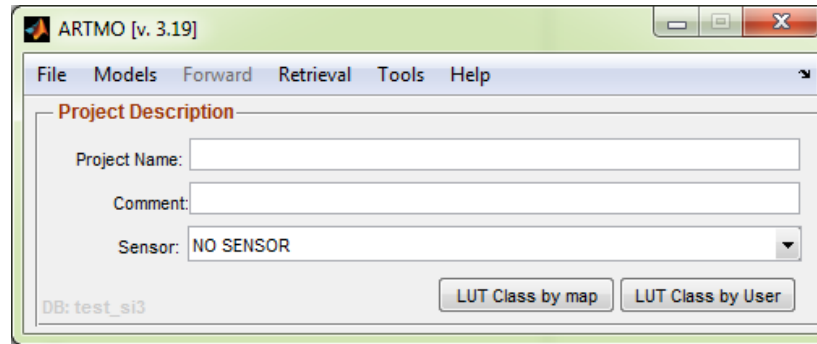 ARTMO [v. 3.19]
File Models Forward Retrieval Tools Help
Project Description
Project Name:
Comment:
Sensor: NO SENSOR
LUT Class by map LUT Class by User
DB: test_si3